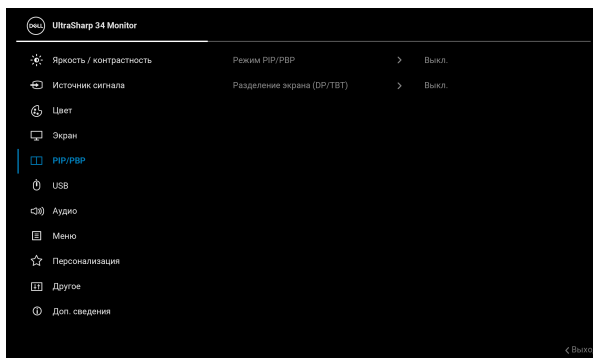 DELL UltraSharp 34 Monitor
Яркость / контрастность Режим PIP/PBP Выкл.
Источник сигнала Разделение экрана (DP/TBT) Выкл.
Цвет
Экран
PIP/PBP
USB
Аудио
Меню
Персонализация
Другое
Доп. сведения
Выхо